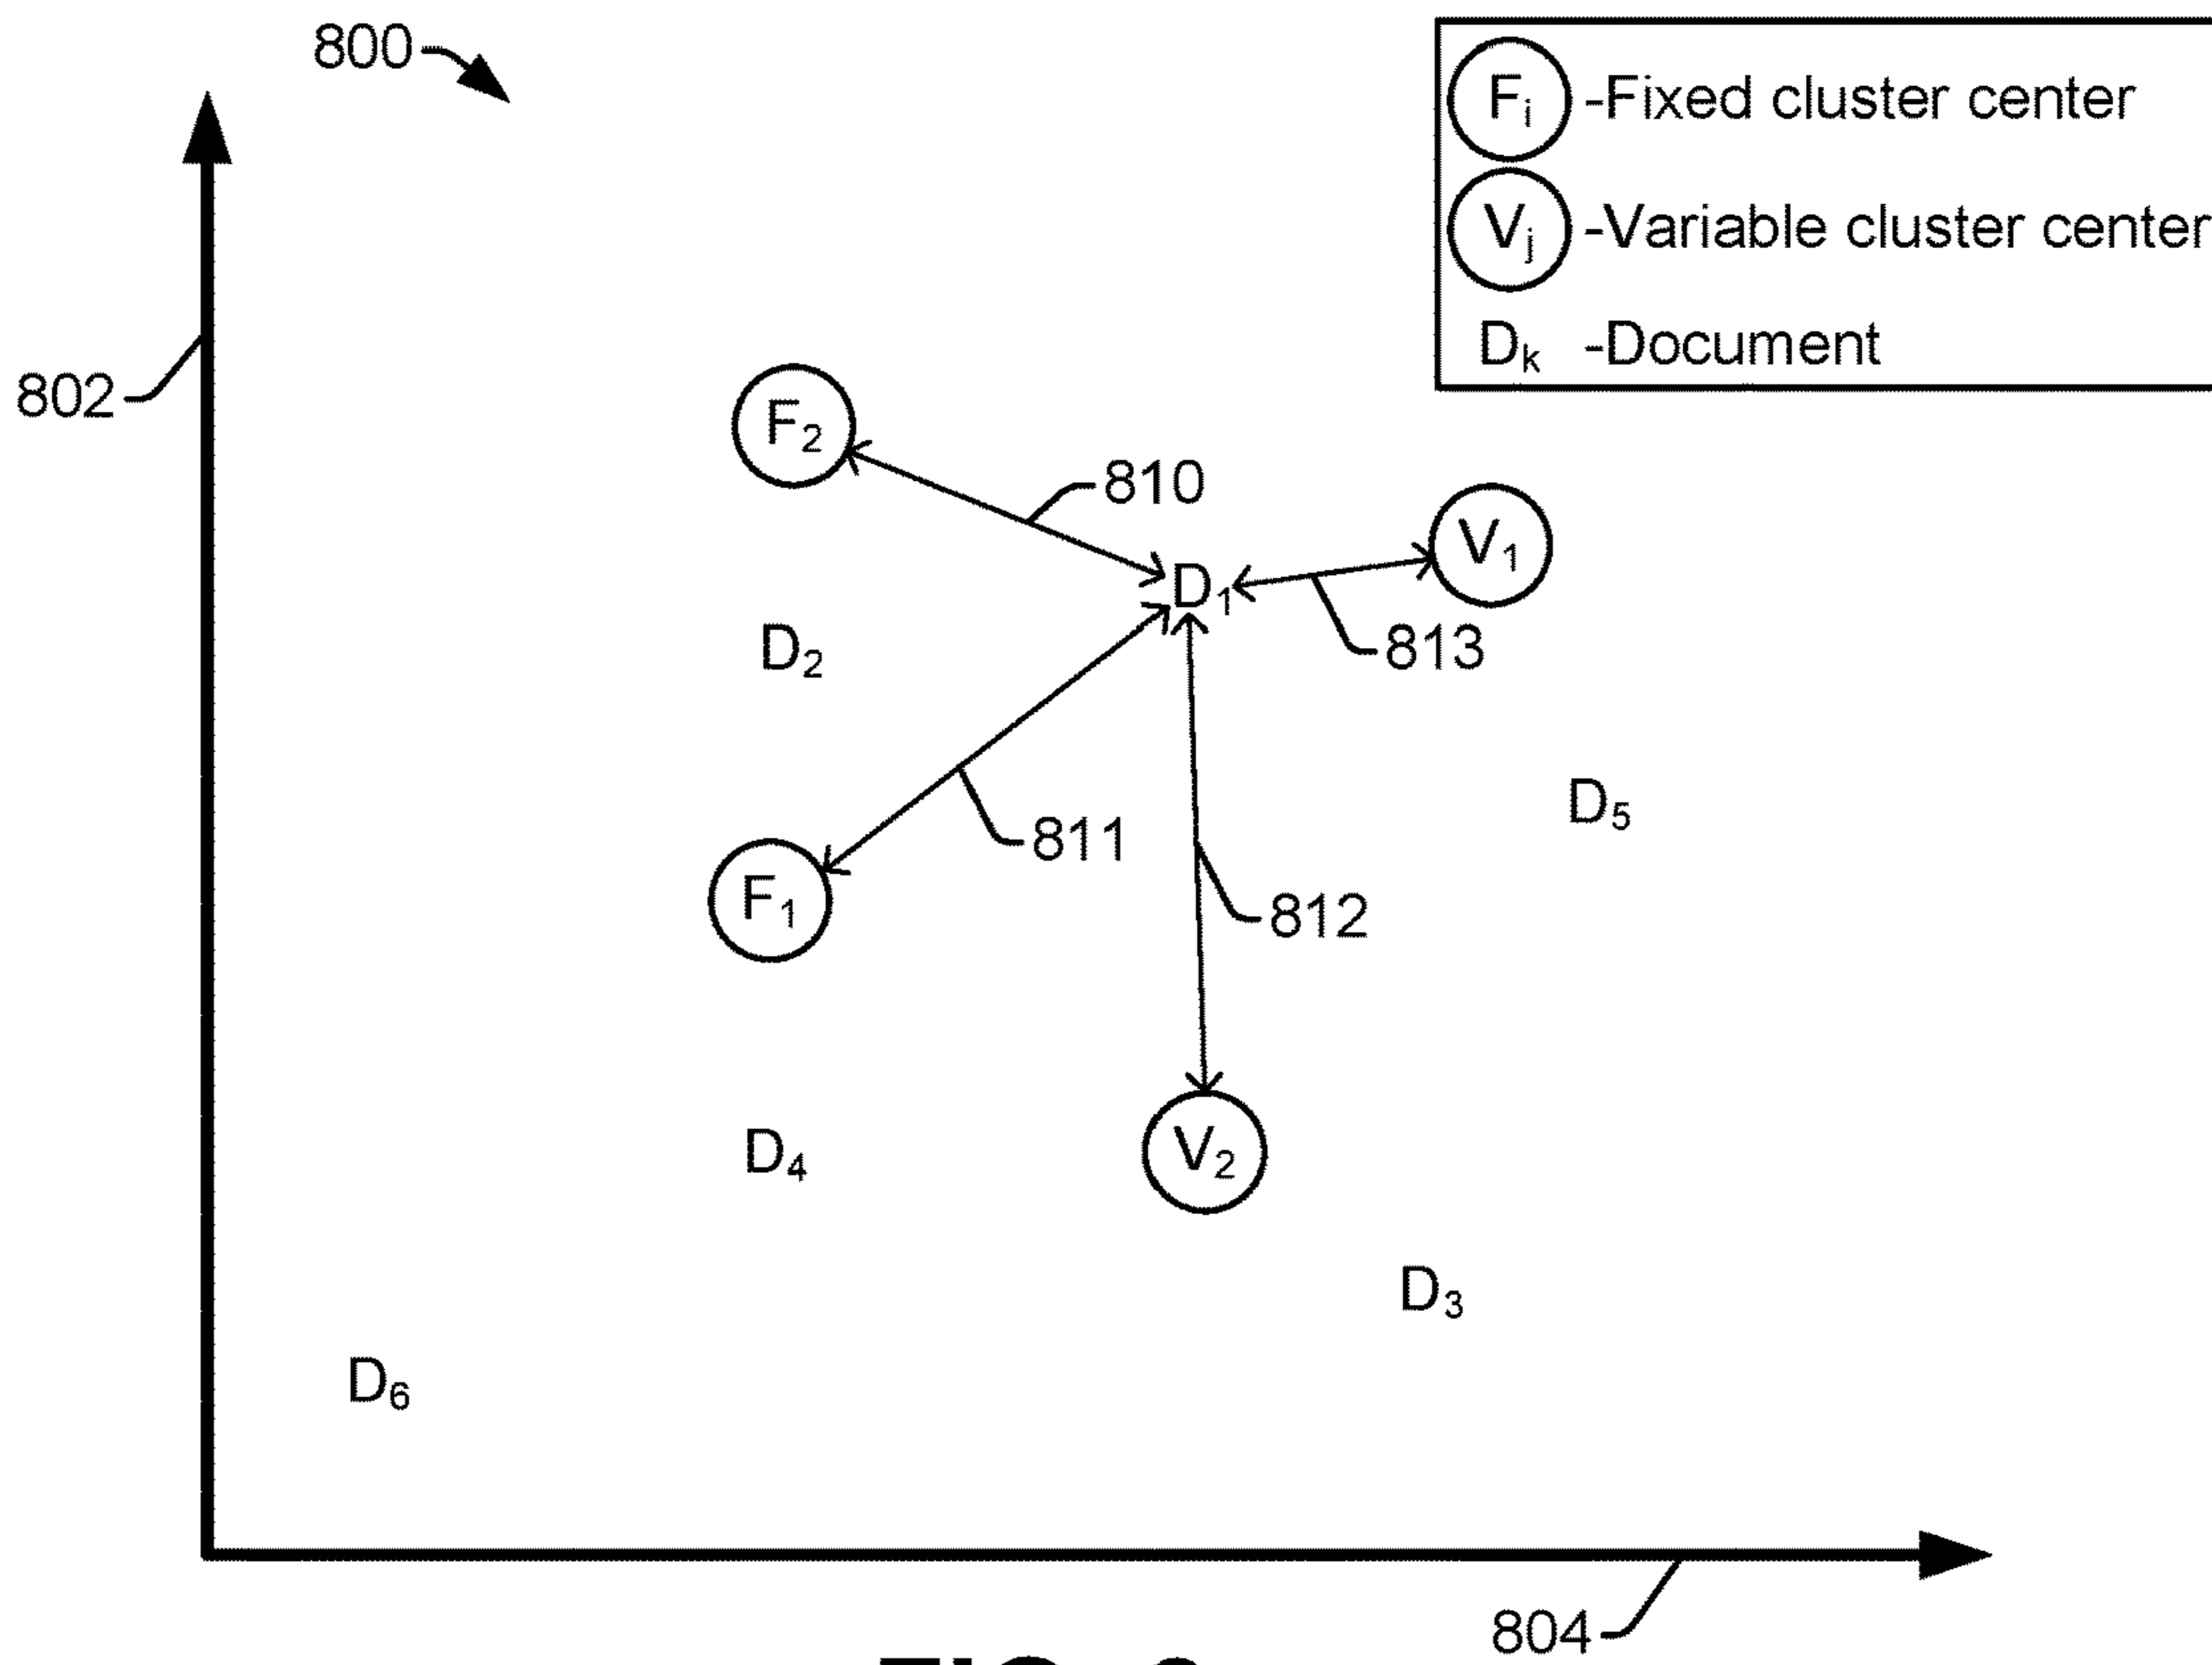 800
Fᵢ -Fixed cluster center
Vⱼ -Variable cluster center
Dₖ -Document
802
F₂
810
V₁
D₁
813
D₂
D₅
811
F₁
812
D₄
V₂
D₃
D₆
804